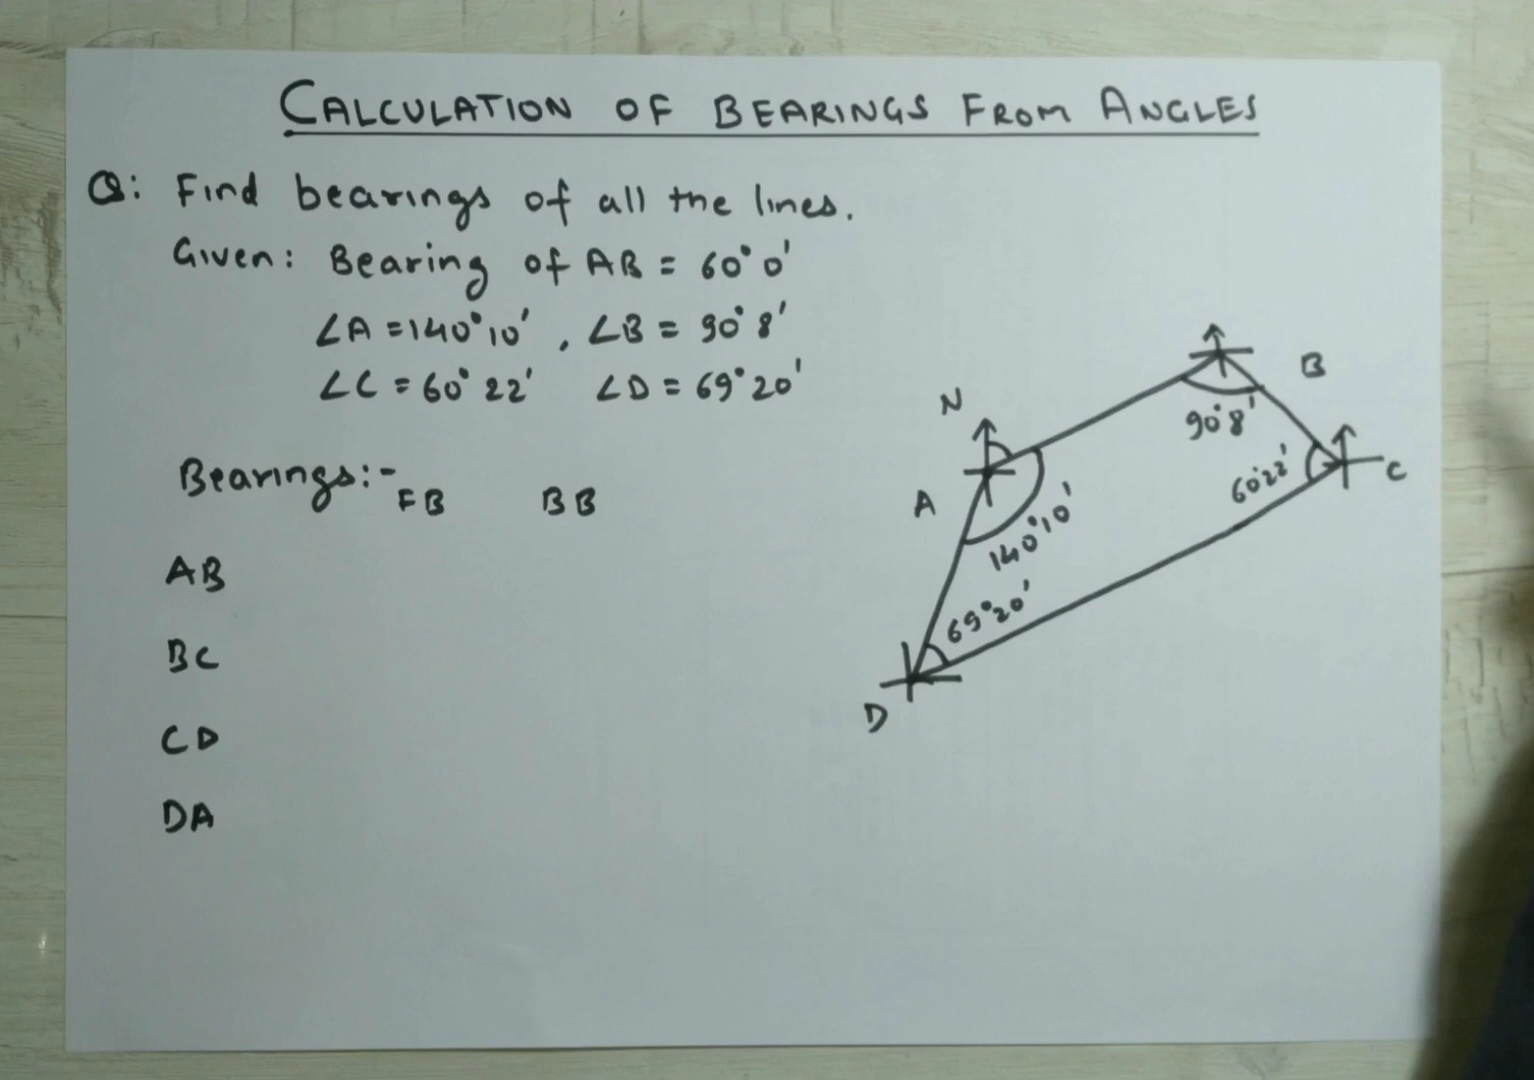 CALCULATION OF BEARINGS FROM ANGLES
Q: Find bearings of all the lines.
Given: Bearing of AB = 60°0'
∠A = 140°10', ∠B = 90°8'
∠C = 60°22' ∠D = 69°20'
Bearings:-
FB BB
AB
BC
CD
DA
N
B
90°8'
A
60°22'
C
140°10'
69°20'
D